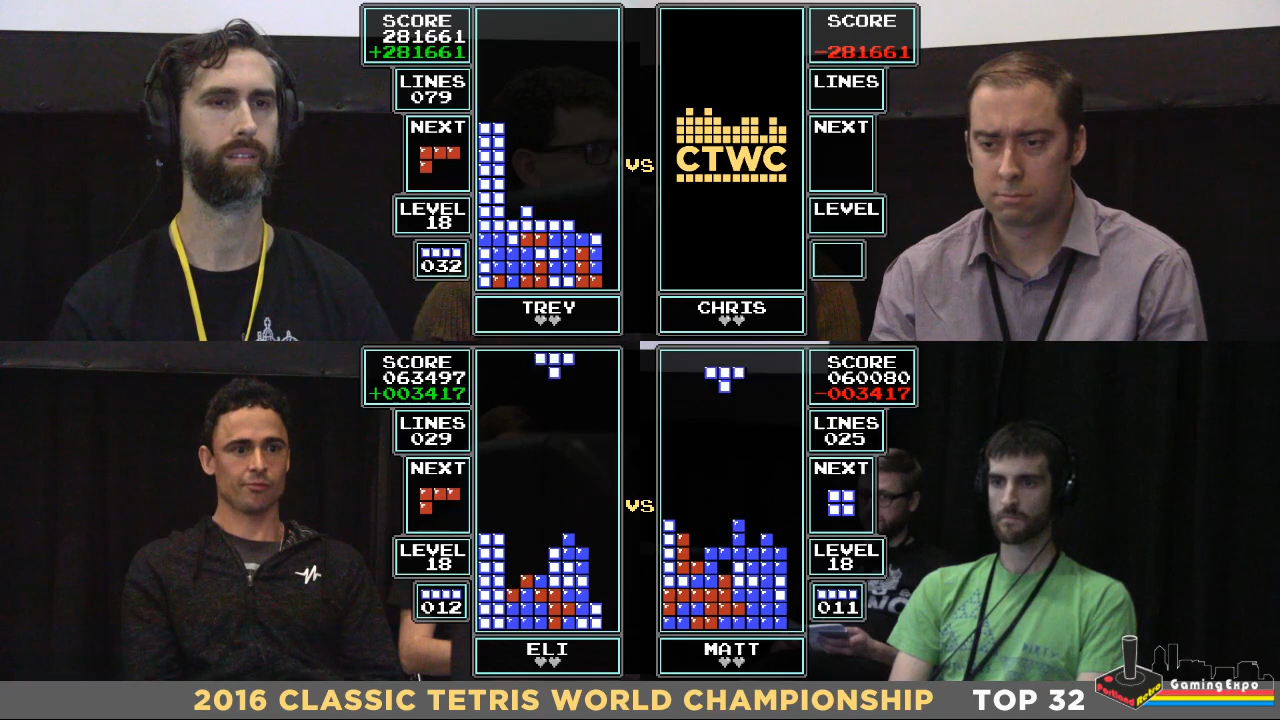 SCORE
281661
+281661
LINES
079
NEXT
LEVEL
18
032
TREY
VS
CTWC
SCORE
-281661
LINES
NEXT
LEVEL
CHRIS
SCORE
063497
+003417
LINES
029
NEXT
LEVEL
18
012
ELI
VS
SCORE
060080
-003417
LINES
025
NEXT
LEVEL
18
011
MATT
2016 CLASSIC TETRIS WORLD CHAMPIONSHIP TOP 32
Portland Retro Gaming Expo